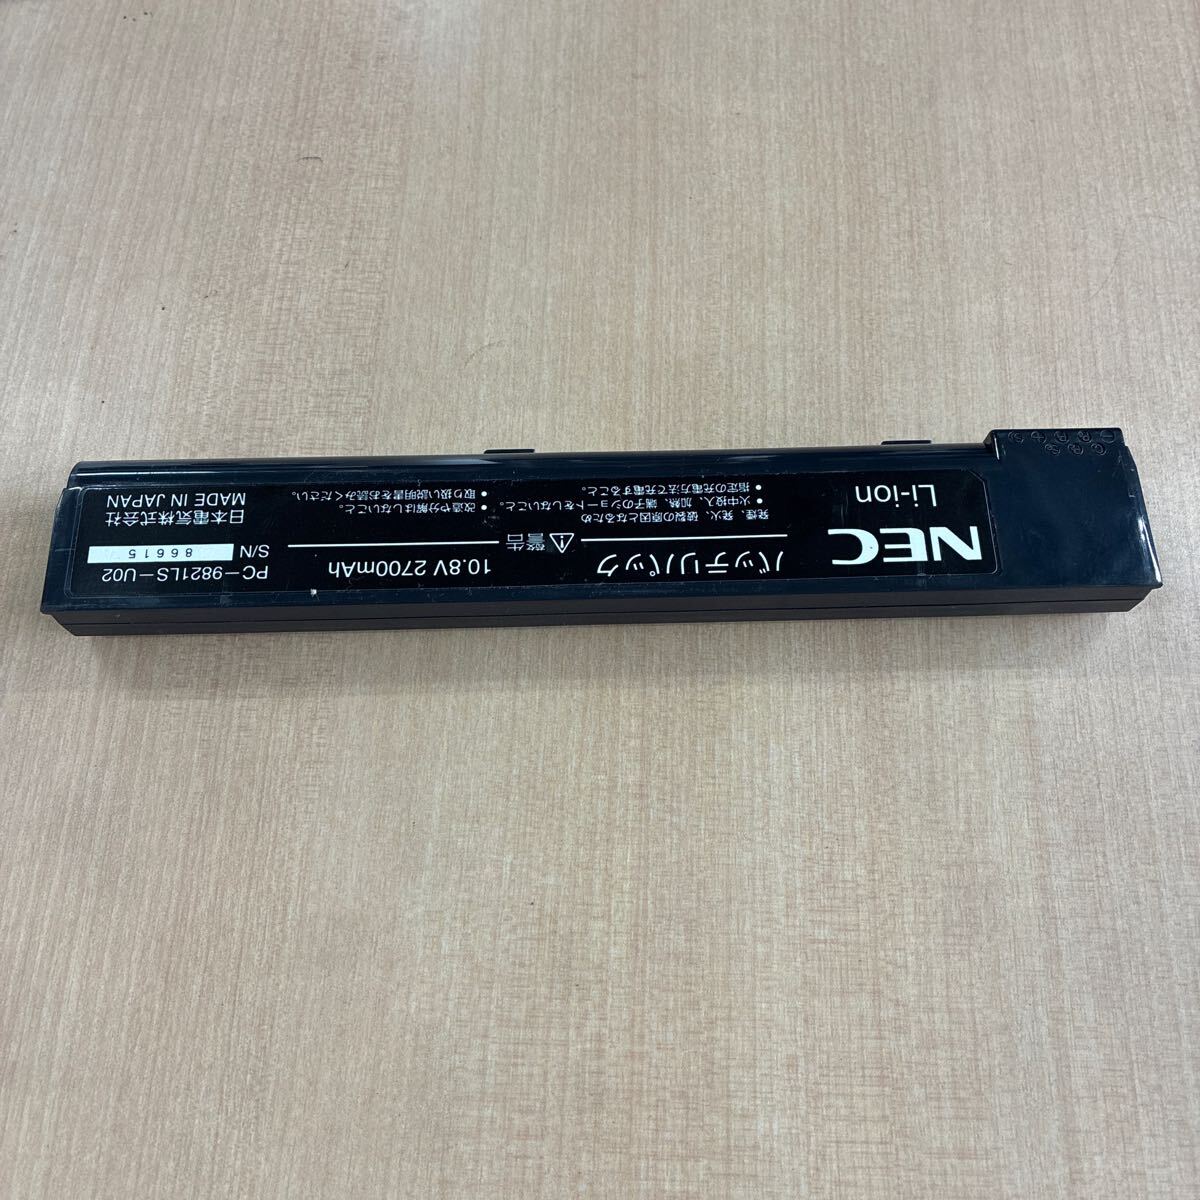 NEC
Li-ion
バッテリパック
10.8V 2700mAh
警告
発煙、発火、破裂の原因となるため
• 火中投入、加熱、端子のショートをしないこと。
• 指定の充電方法で充電すること。
• 改造や分解はしないこと。
• 取り扱い説明書をお読みください。
PC-9821LS-U02
S/N 86615
日本電気株式会社
MADE IN JAPAN